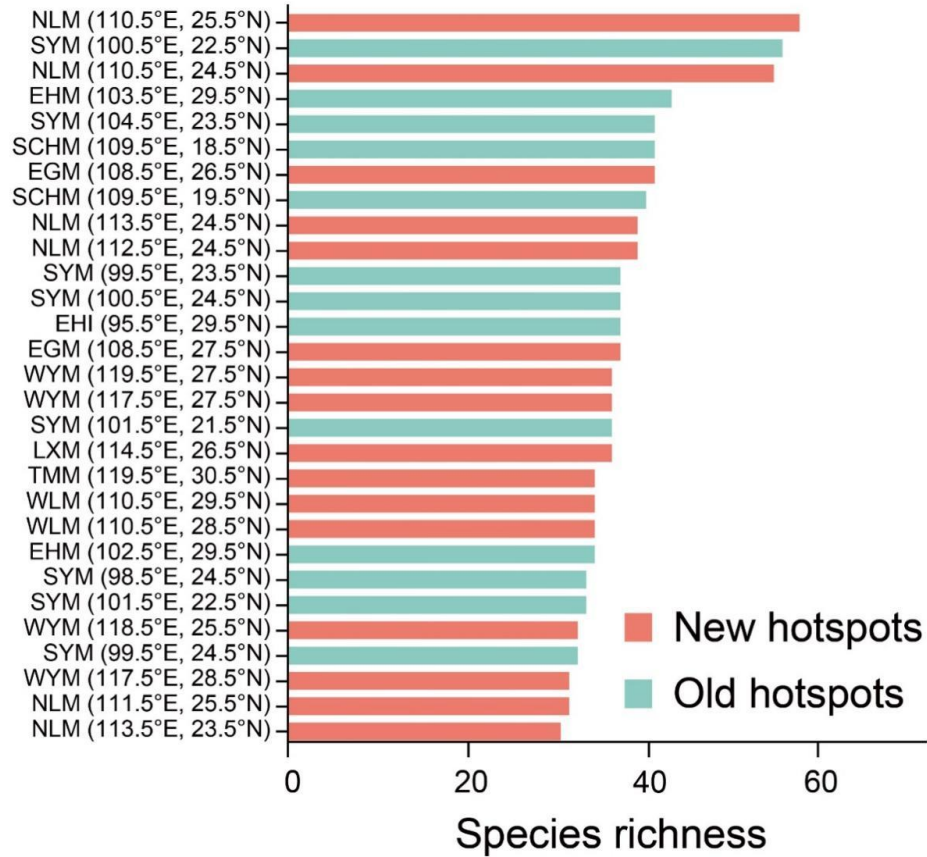 NLM (110.5°E, 25.5°N)
SYM (100.5°E, 22.5°N)
NLM (110.5°E, 24.5°N)
EHM (103.5°E, 29.5°N)
SYM (104.5°E, 23.5°N)
SCHM (109.5°E, 18.5°N)
EGM (108.5°E, 26.5°N)
SCHM (109.5°E, 19.5°N)
NLM (113.5°E, 24.5°N)
NLM (112.5°E, 24.5°N)
SYM (99.5°E, 23.5°N)
SYM (100.5°E, 24.5°N)
EHI (95.5°E, 29.5°N)
EGM (108.5°E, 27.5°N)
WYM (119.5°E, 27.5°N)
WYM (117.5°E, 27.5°N)
SYM (101.5°E, 21.5°N)
LXM (114.5°E, 26.5°N)
TMM (119.5°E, 30.5°N)
WLM (110.5°E, 29.5°N)
WLM (110.5°E, 28.5°N)
EHM (102.5°E, 29.5°N)
SYM (98.5°E, 24.5°N)
SYM (101.5°E, 22.5°N)
WYM (118.5°E, 25.5°N)
SYM (99.5°E, 24.5°N)
WYM (117.5°E, 28.5°N)
NLM (111.5°E, 25.5°N)
NLM (113.5°E, 23.5°N)
New hotspots
Old hotspots
0 20 40 60
Species richness